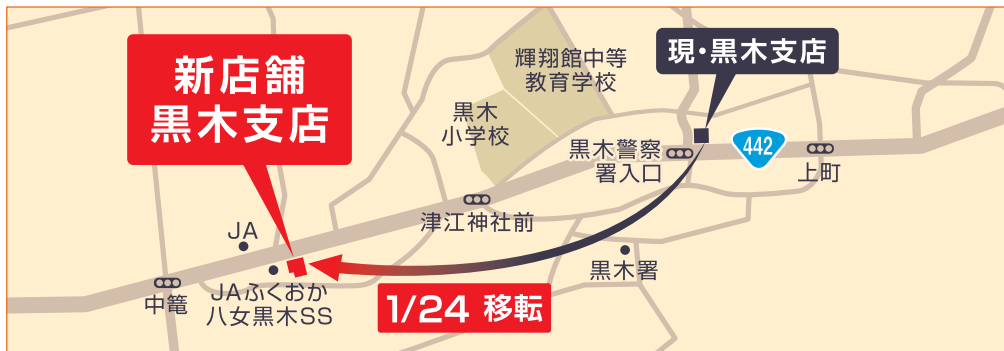 新店舗
黒木支店
現・黒木支店
輝翔館中等
教育学校
黒木
小学校
黒木警察
署入口
442
上町
津江神社前
JA
黒木署
中篭
JAふくおか
八女黒木SS
1/24 移転